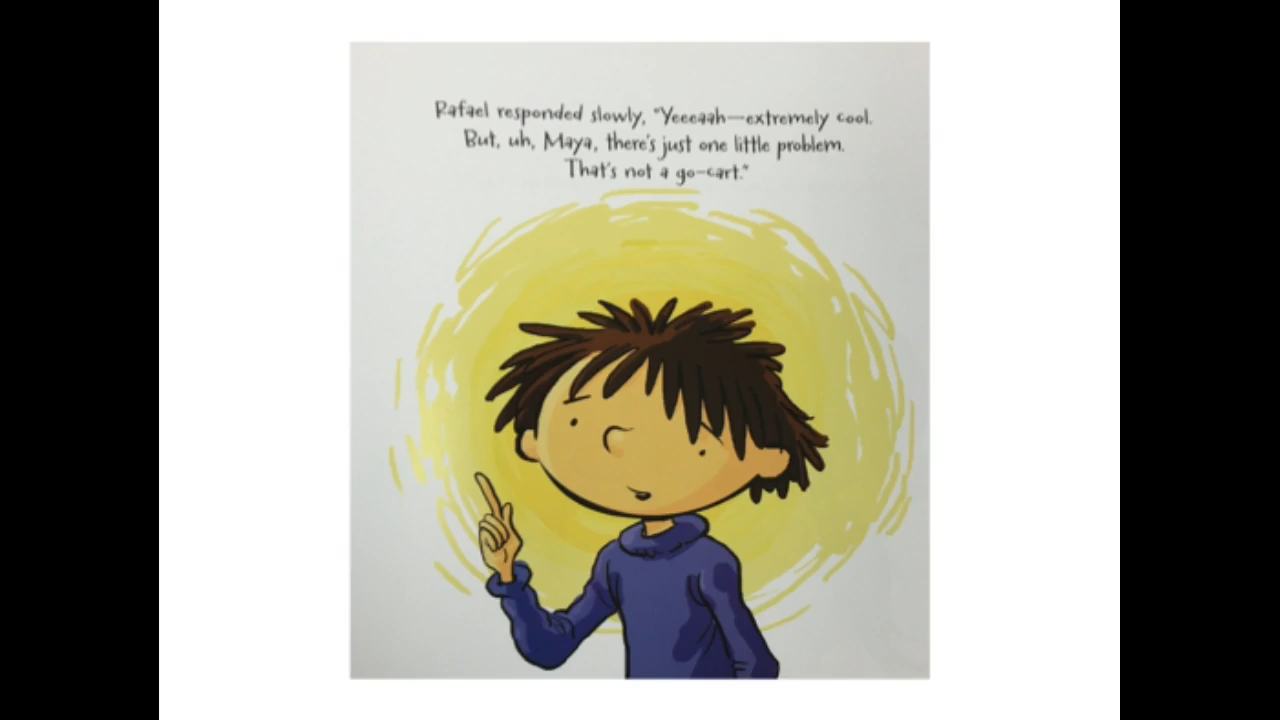 Rafael responded slowly, "Yeeeaah—extremely cool.
But, uh, Maya, there's just one little problem.
That's not a go-cart."